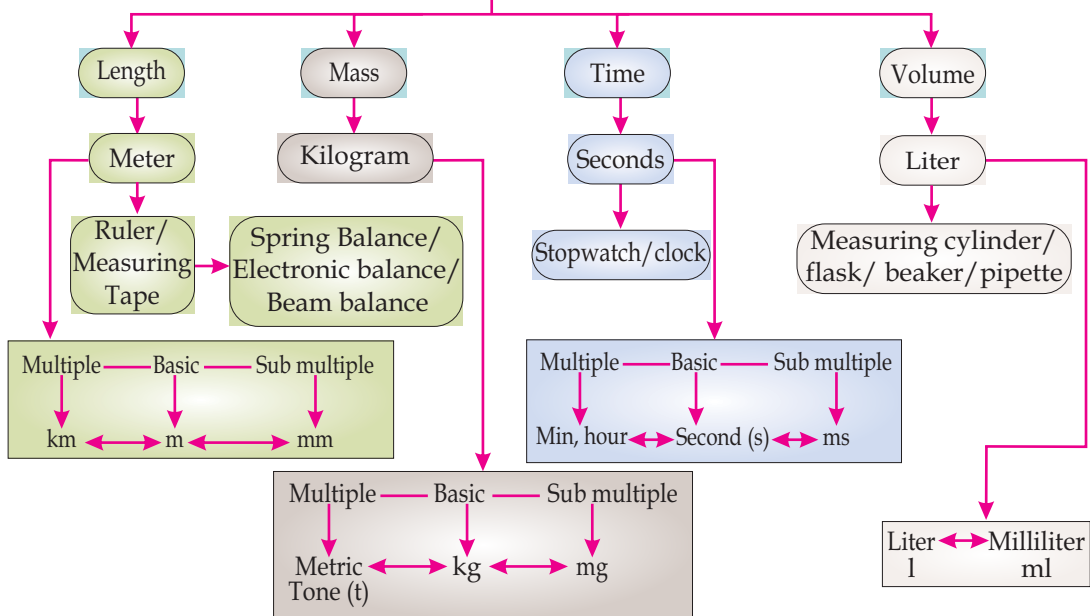 Length
Mass
Time
Volume
Meter
Kilogram
Seconds
Liter
Ruler/
Measuring
Tape
Spring Balance/
Electronic balance/
Beam balance
Stopwatch/clock
Measuring cylinder/
flask/ beaker/pipette
Multiple Basic Sub multiple
km m mm
Multiple Basic Sub multiple
Min, hour Second (s) ms
Multiple Basic Sub multiple
Metric kg mg
Tone (t)
Liter Milliliter
l ml